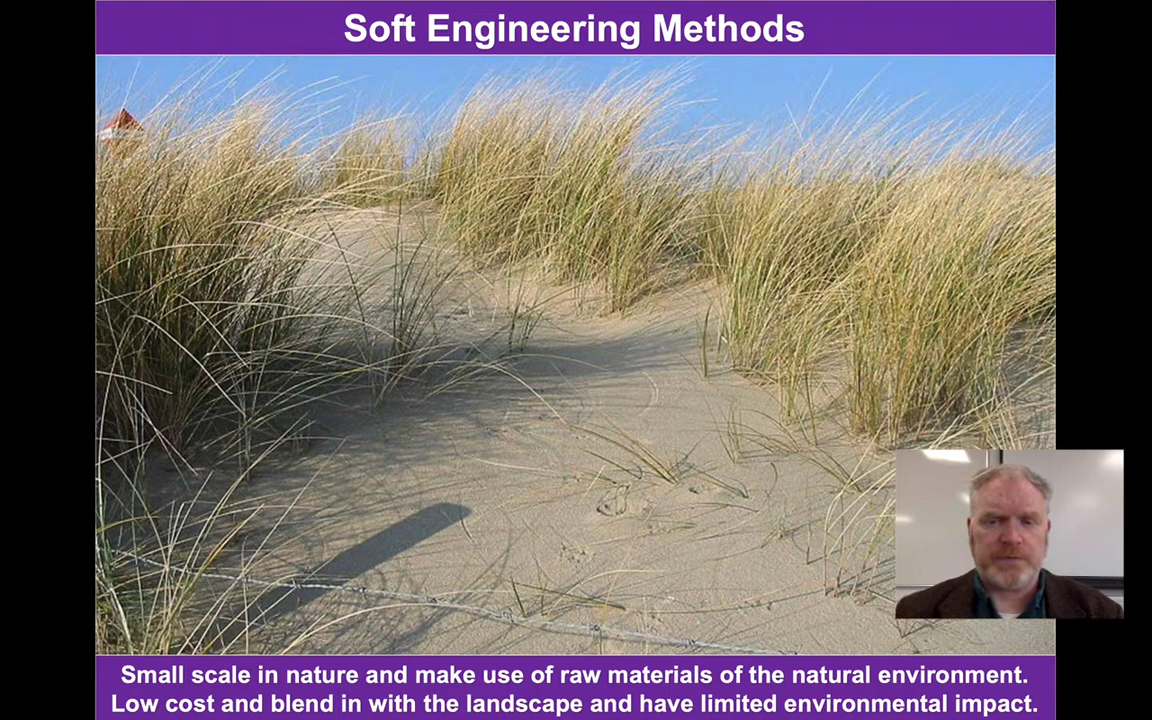 Soft Engineering Methods
Small scale in nature and make use of raw materials of the natural environment.
Low cost and blend in with the landscape and have limited environmental impact.